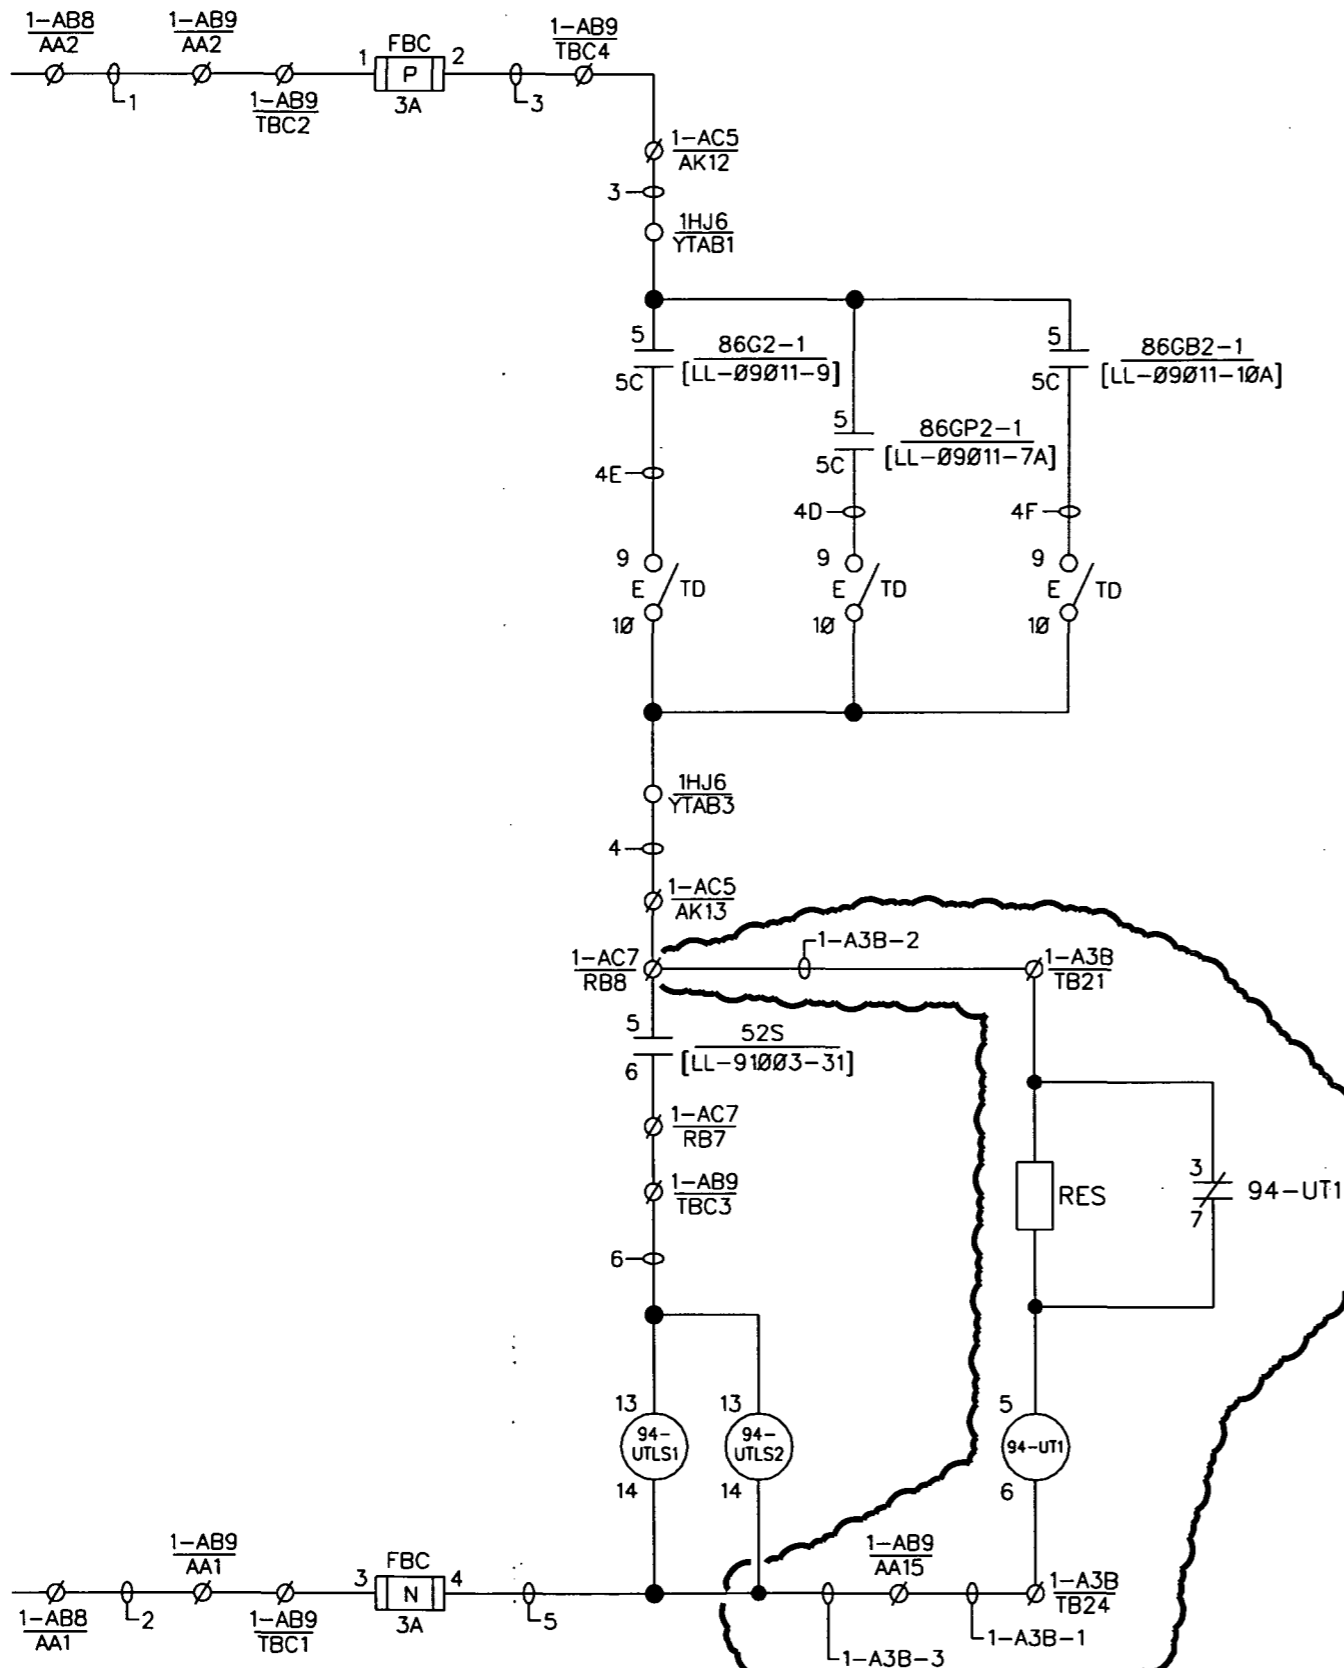 1-AB8
AA2
1-AB9
AA2
1
1-AB9
TBC2
FBC
1
P
2
3A
3
1-AB9
TBC4
1-AC5
AK12
3
1HJ6
YTAB1
5
86G2-1
5C
[LL-Ø9Ø11-9]
5
86GP2-1
5C
[LL-Ø9Ø11-7A]
5
86GB2-1
5C
[LL-Ø9Ø11-1ØA]
4E
4D
4F
9
E
TD
1Ø
9
E
TD
1Ø
9
E
TD
1Ø
1HJ6
YTAB3
4
1-AC5
AK13
1-AC7
RB8
1-A3B-2
1-A3B
TB21
5
52S
6
[LL-91ØØ3-31]
1-AC7
RB7
1-AB9
TBC3
6
RES
3
7
94-UT1
13
94-
UTLS1
14
13
94-
UTLS2
14
5
94-UT1
6
1-AB8
AA1
2
1-AB9
AA1
1-AB9
TBC1
FBC
3
N
4
3A
5
1-A3B-3
1-AB9
AA15
1-A3B-1
1-A3B
TB24